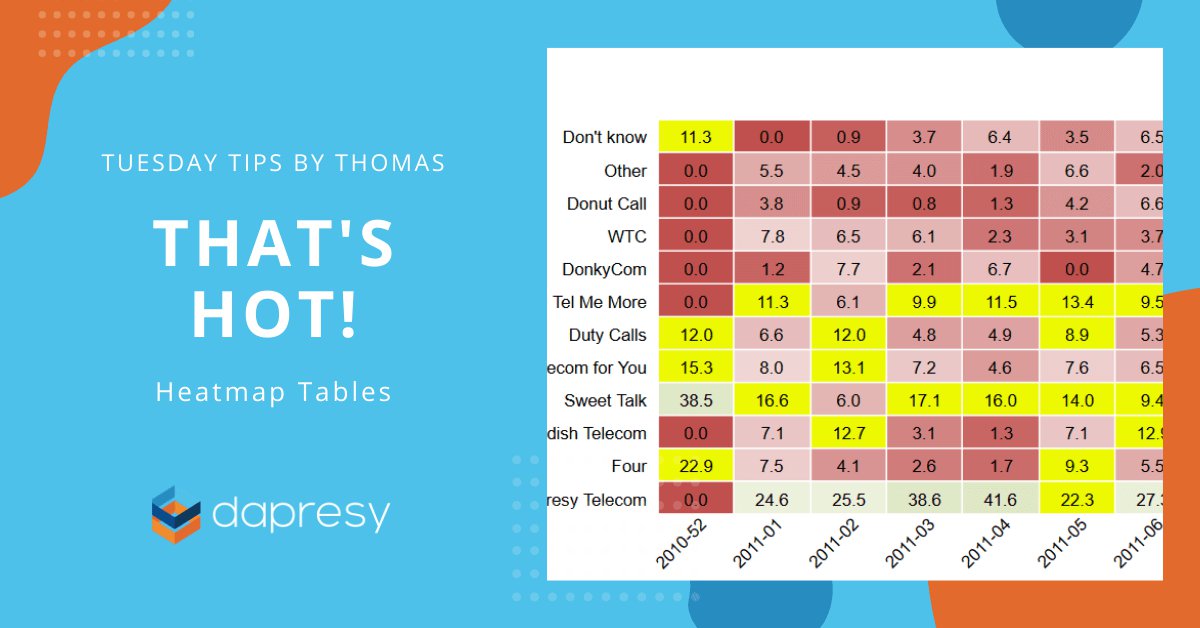 TUESDAY TIPS BY THOMAS
THAT'S
HOT!
Heatmap Tables
dapresy
Don't know 11.3 0.0 0.9 3.7 6.4 3.5 6.5
Other 0.0 5.5 4.5 4.0 1.9 6.6 2.0
Donut Call 0.0 3.8 0.9 0.8 1.3 4.2 6.6
WTC 0.0 7.8 6.5 6.1 2.3 3.1 3.7
DonkyCom 0.0 1.2 7.7 2.1 6.7 0.0 4.7
Tel Me More 0.0 11.3 6.1 9.9 11.5 13.4 9.5
Duty Calls 12.0 6.6 12.0 4.8 4.9 8.9 5.3
ecom for You 15.3 8.0 13.1 7.2 4.6 7.6 6.5
Sweet Talk 38.5 16.6 6.0 17.1 16.0 14.0 9.4
dish Telecom 0.0 7.1 12.7 3.1 1.3 7.1 12.9
Four 22.9 7.5 4.1 2.6 1.7 9.3 5.5
resy Telecom 0.0 24.6 25.5 38.6 41.6 22.3 27.3
2010-52 2011-01 2011-02 2011-03 2011-04 2011-05 2011-06